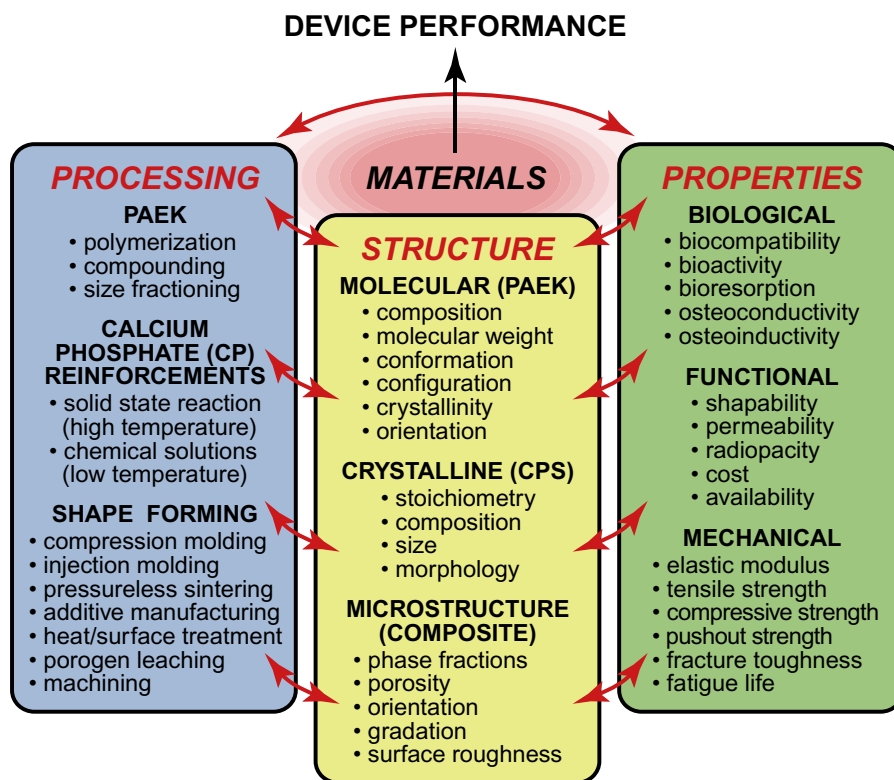 DEVICE PERFORMANCE
MATERIALS
PROCESSING
PAEK
• polymerization
• compounding
• size fractioning
CALCIUM
PHOSPHATE (CP)
REINFORCEMENTS
• solid state reaction
(high temperature)
• chemical solutions
(low temperature)
SHAPE FORMING
• compression molding
• injection molding
• pressureless sintering
• additive manufacturing
• heat/surface treatment
• porogen leaching
• machining
STRUCTURE
MOLECULAR (PAEK)
• composition
• molecular weight
• conformation
• configuration
• crystallinity
• orientation
CRYSTALLINE (CPS)
• stoichiometry
• composition
• size
• morphology
MICROSTRUCTURE
(COMPOSITE)
• phase fractions
• porosity
• orientation
• gradation
• surface roughness
PROPERTIES
BIOLOGICAL
• biocompatibility
• bioactivity
• bioresorption
• osteoconductivity
• osteoinductivity
FUNCTIONAL
• shapability
• permeability
• radiopacity
• cost
• availability
MECHANICAL
• elastic modulus
• tensile strength
• compressive strength
• pushout strength
• fracture toughness
• fatigue life